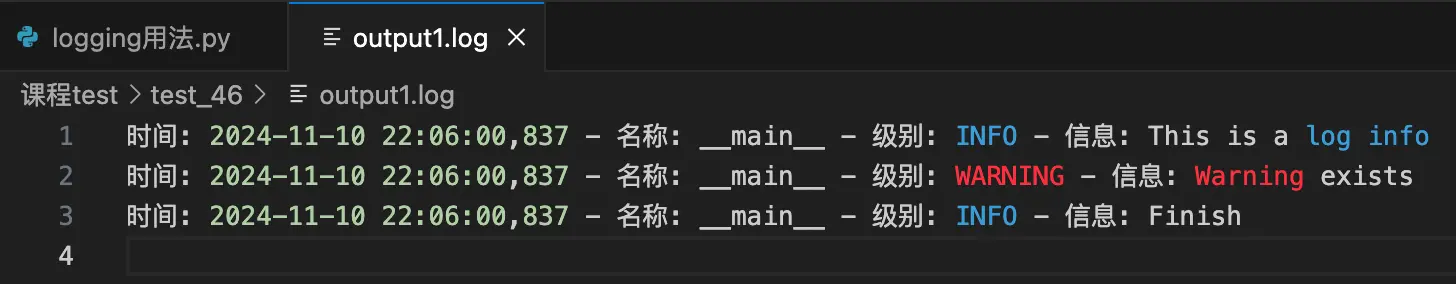 logging用法.py output1.log
课程test > test_46 > output1.log
1 时间: 2024-11-10 22:06:00,837 - 名称: __main__ - 级别: INFO - 信息: This is a log info
2 时间: 2024-11-10 22:06:00,837 - 名称: __main__ - 级别: WARNING - 信息: Warning exists
3 时间: 2024-11-10 22:06:00,837 - 名称: __main__ - 级别: INFO - 信息: Finish
4